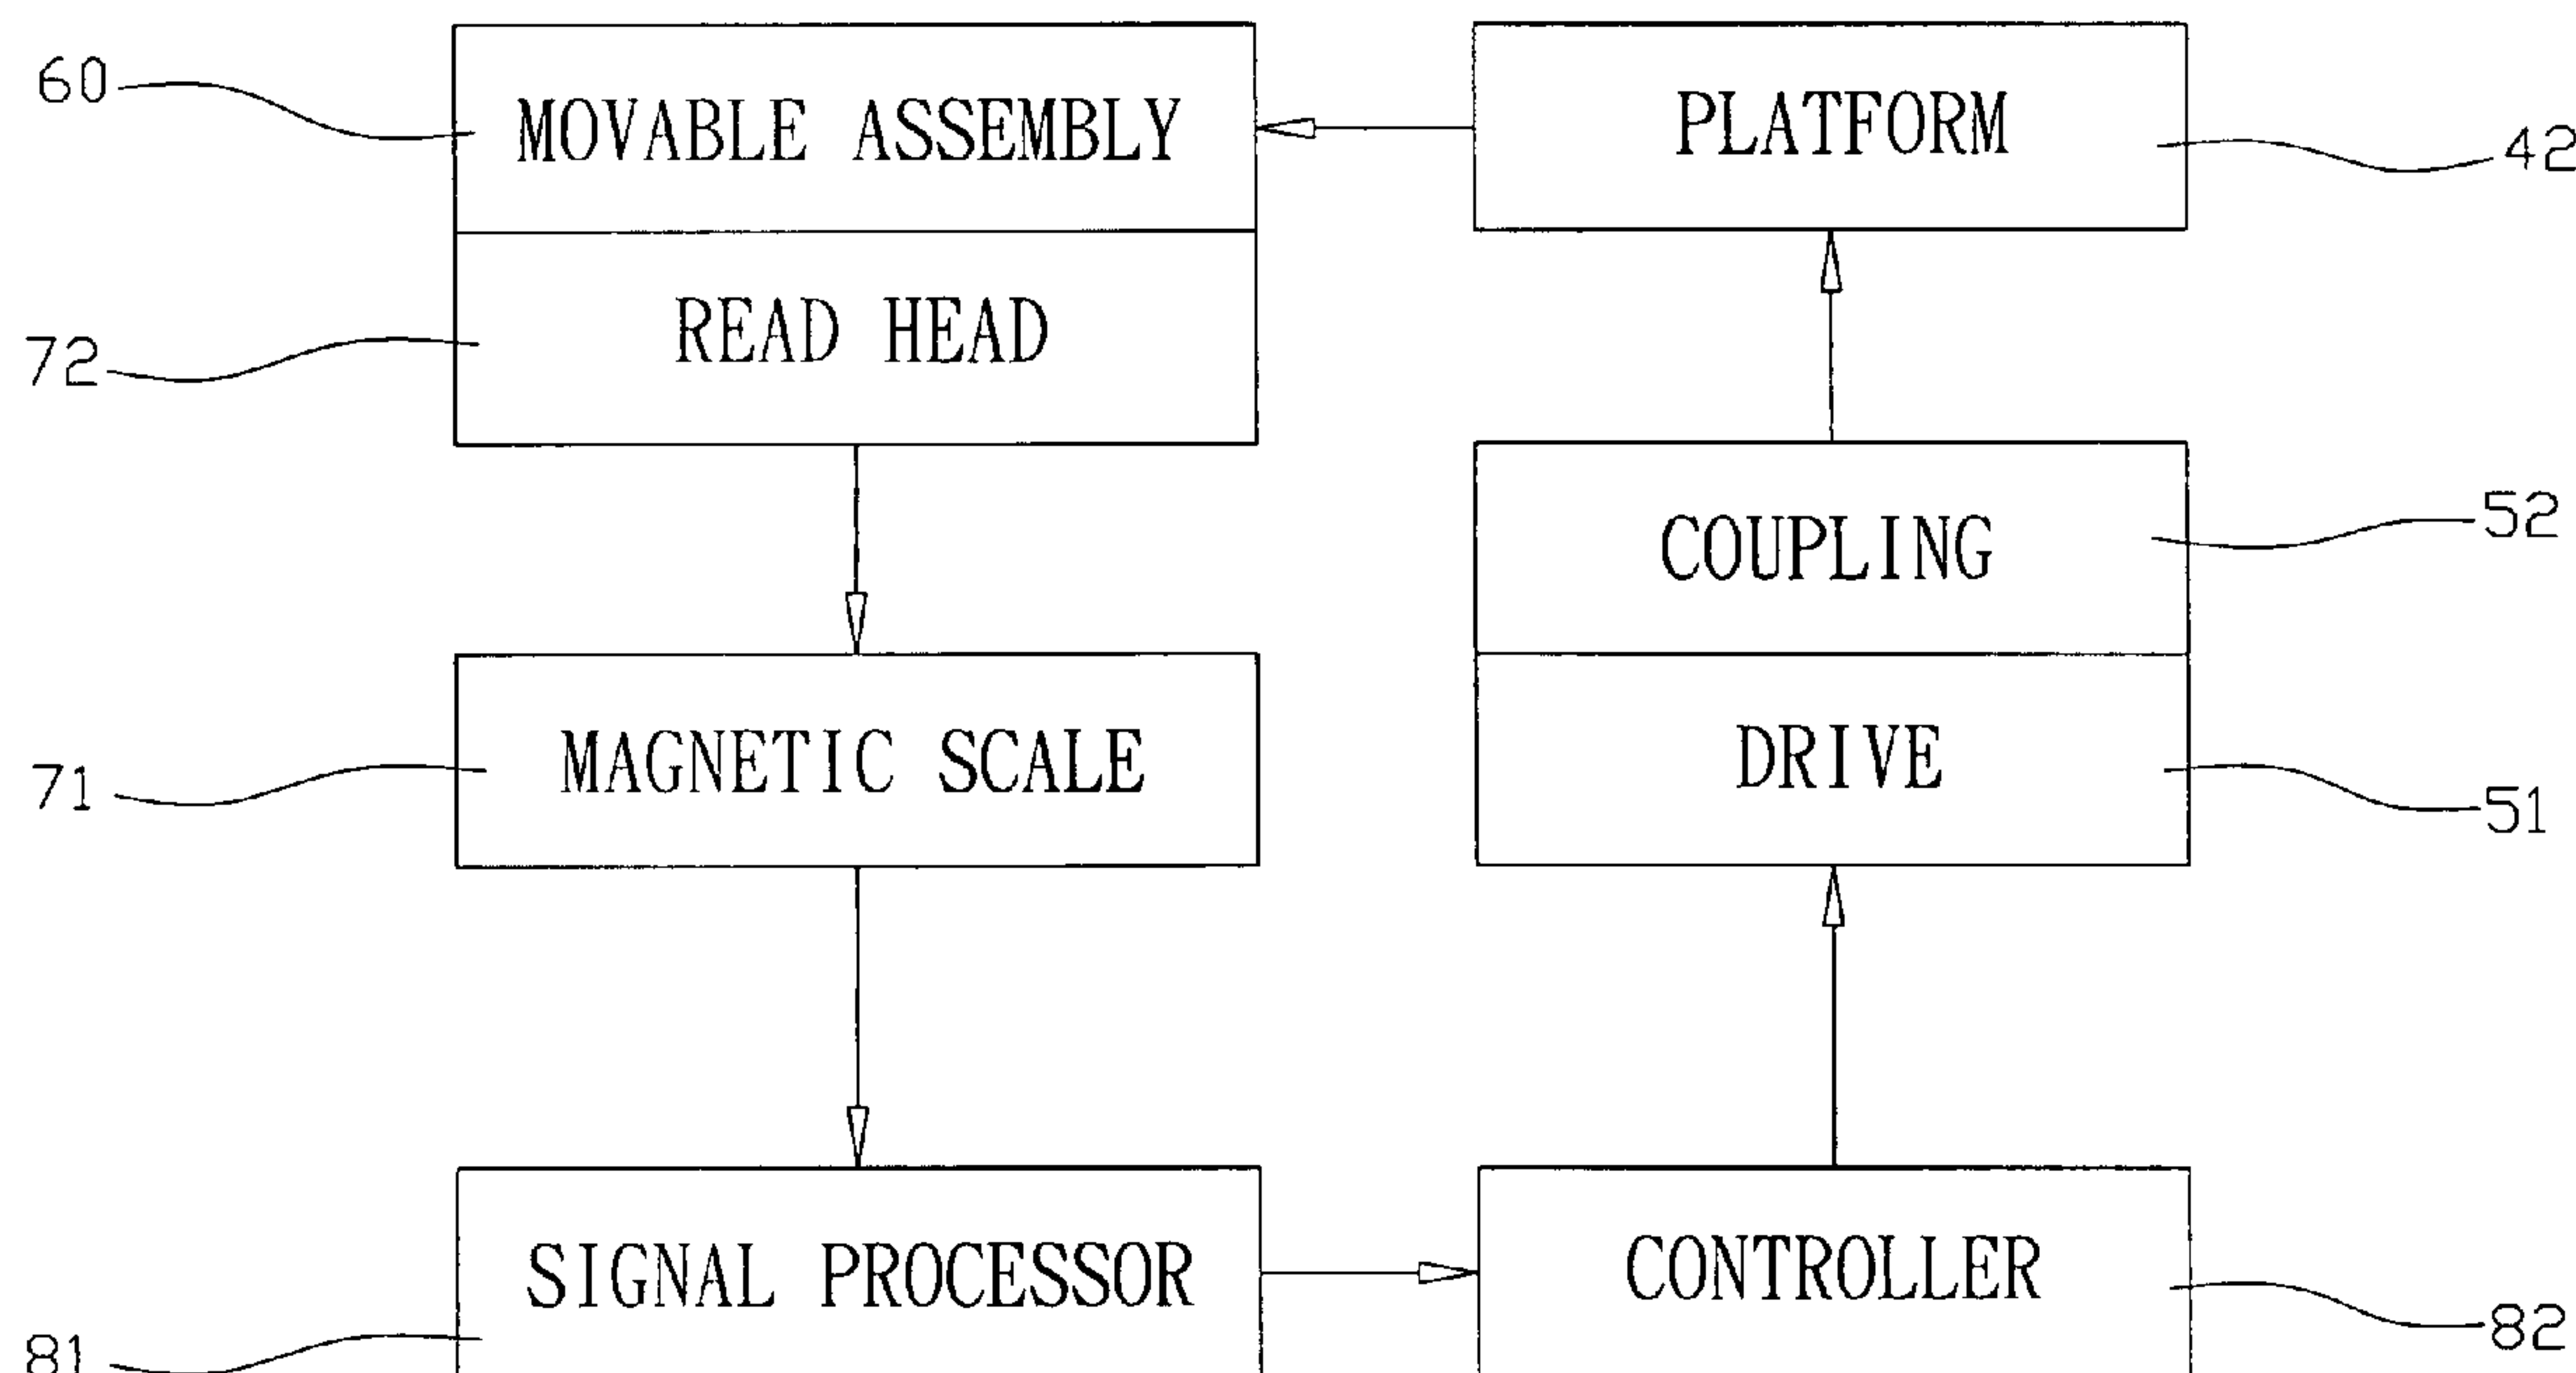 60
MOVABLE ASSEMBLY
PLATFORM
42
72
READ HEAD
52
COUPLING
71
MAGNETIC SCALE
DRIVE
51
SIGNAL PROCESSOR
CONTROLLER
81
82